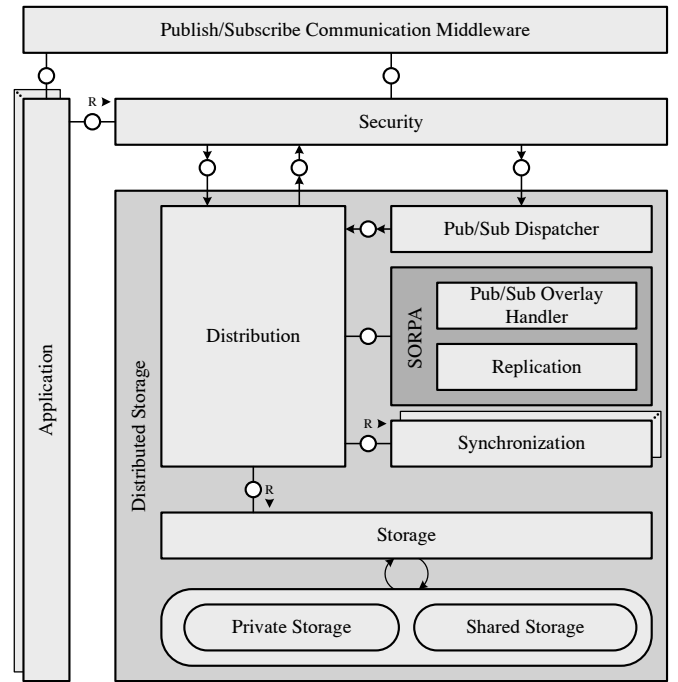 Publish/Subscribe Communication Middleware
R
Security
Application
Distributed Storage
Distribution
Pub/Sub Dispatcher
SORPA
Pub/Sub Overlay
Handler
Replication
R
Synchronization
R
Storage
Private Storage
Shared Storage